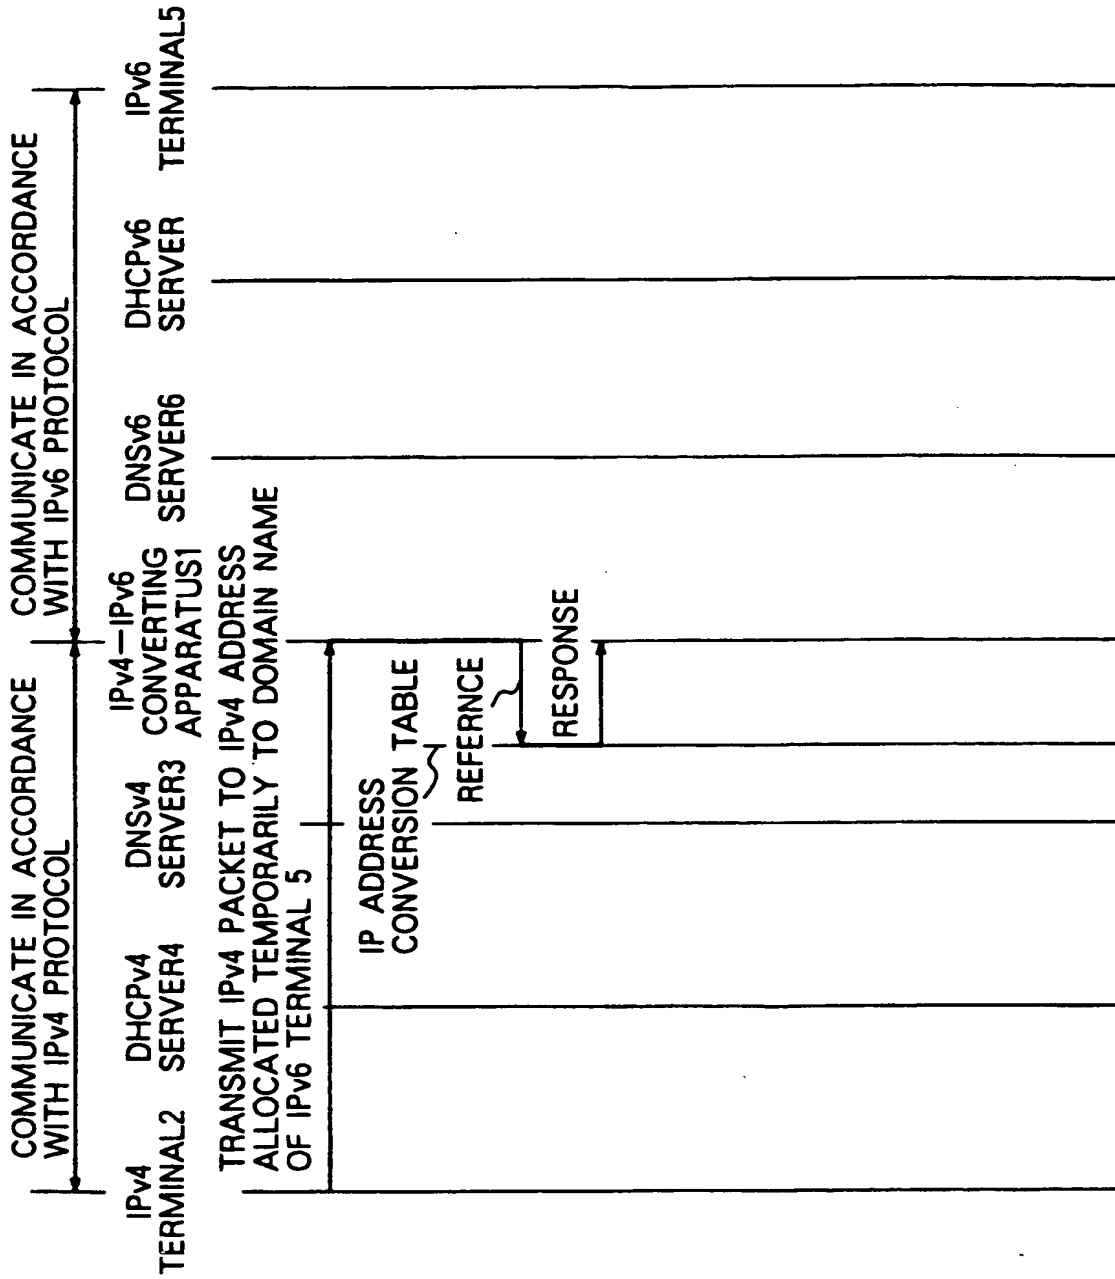 COMMUNICATE IN ACCORDANCE
WITH IPv4 PROTOCOL
COMMUNICATE IN ACCORDANCE
WITH IPv6 PROTOCOL
IPv4
TERMINAL2
DHCPv4
SERVER4
DNSv4
SERVER3
IPv4—IPv6
CONVERTING
APPARATUS1
DNSv6
SERVER6
DHCPv6
SERVER
IPv6
TERMINAL5
TRANSMIT IPv4 PACKET TO IPv4 ADDRESS
ALLOCATED TEMPORARILY TO DOMAIN NAME
OF IPv6 TERMINAL 5
IP ADDRESS
CONVERSION TABLE
REFERNCE
RESPONSE